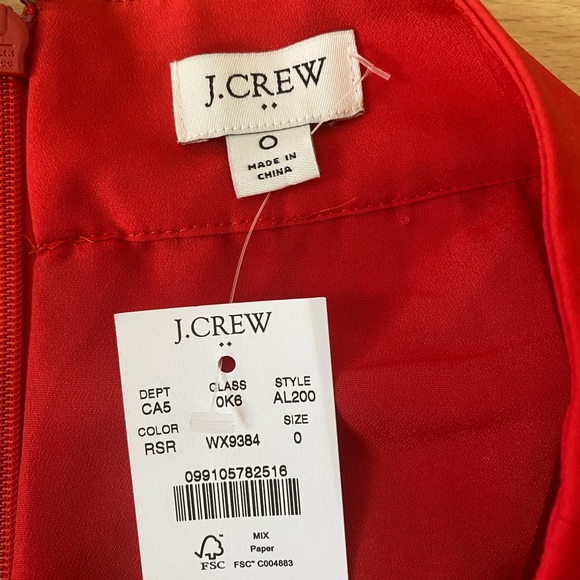 J.CREW
0
MADE IN
CHINA
J.CREW
DEPT CLASS STYLE
CA5 0K6 AL200
COLOR SIZE
RSR WX9384 0
099105782516
MIX
Paper
FSC FSC™ C004883